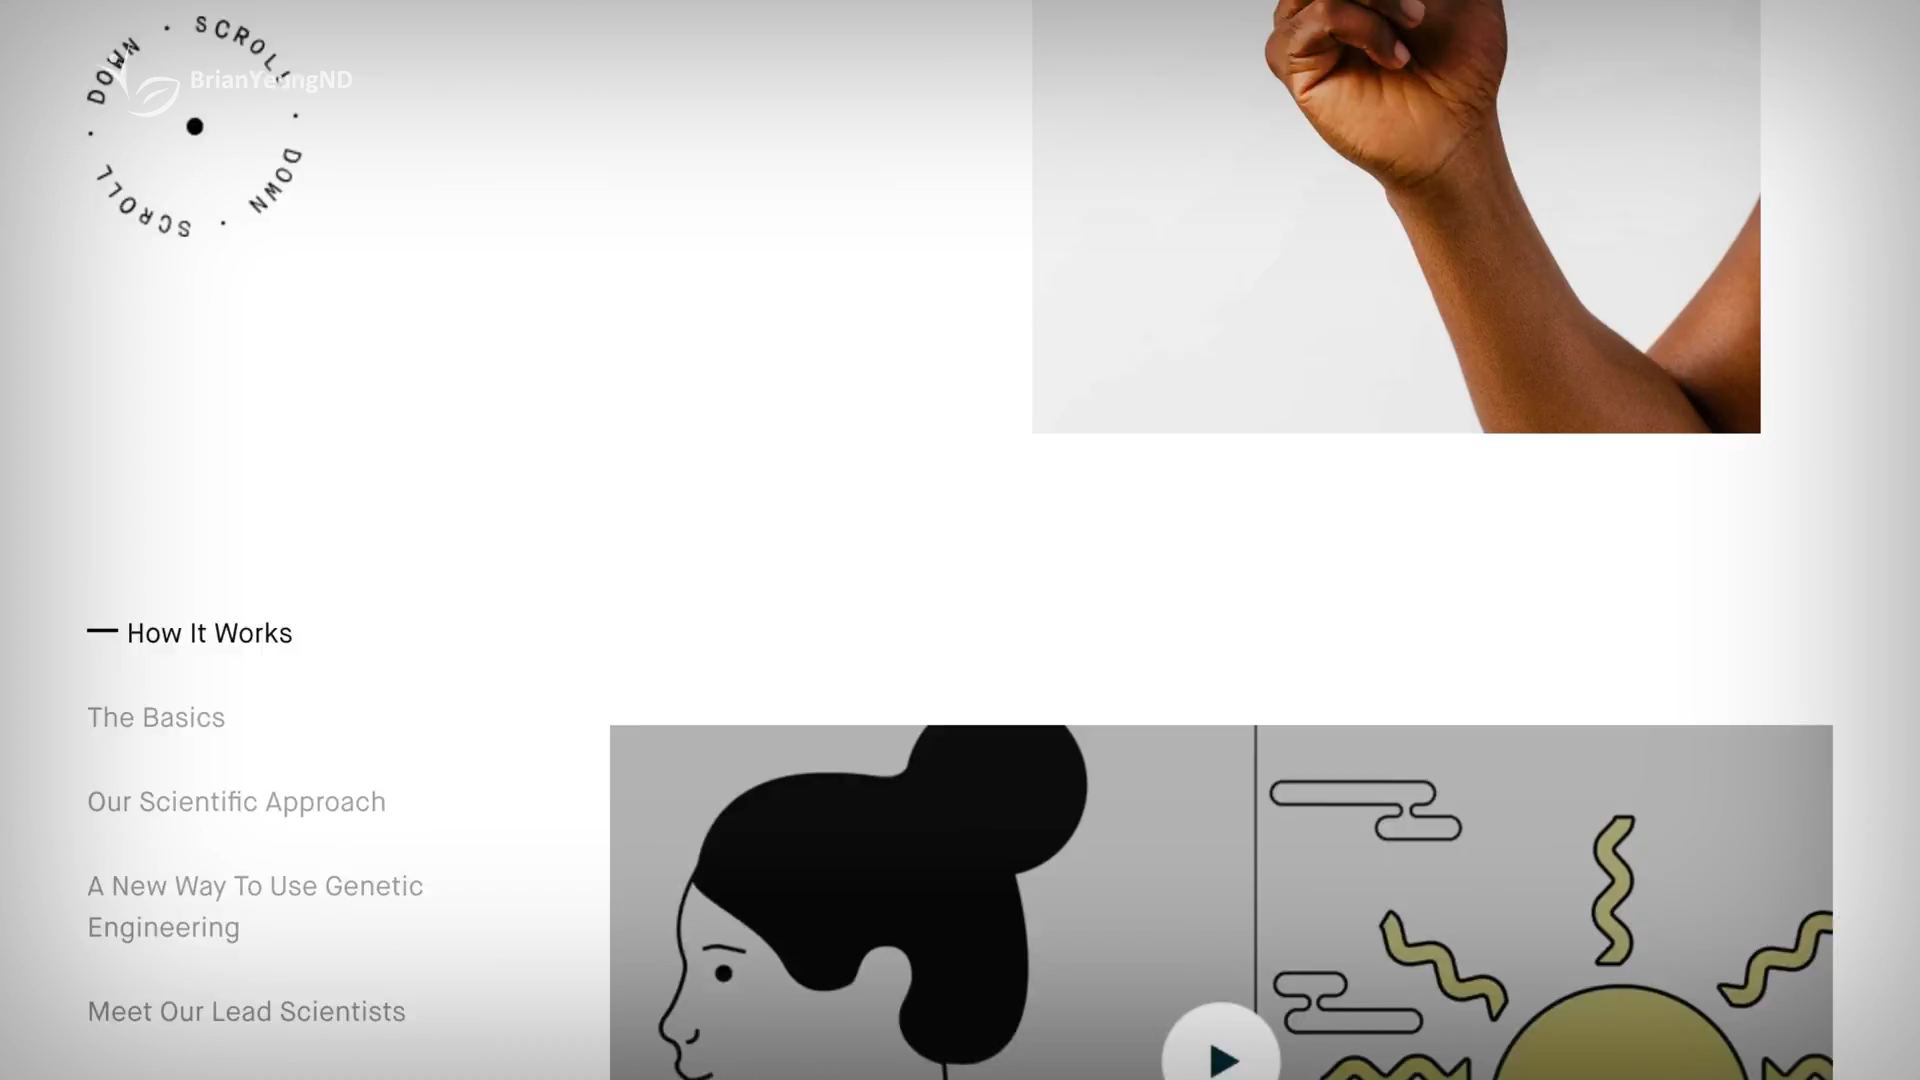 SCROLL · DOWN · SCROLL · DOWN ·
BrianYeungND
How It Works
The Basics
Our Scientific Approach
A New Way To Use Genetic
Engineering
Meet Our Lead Scientists